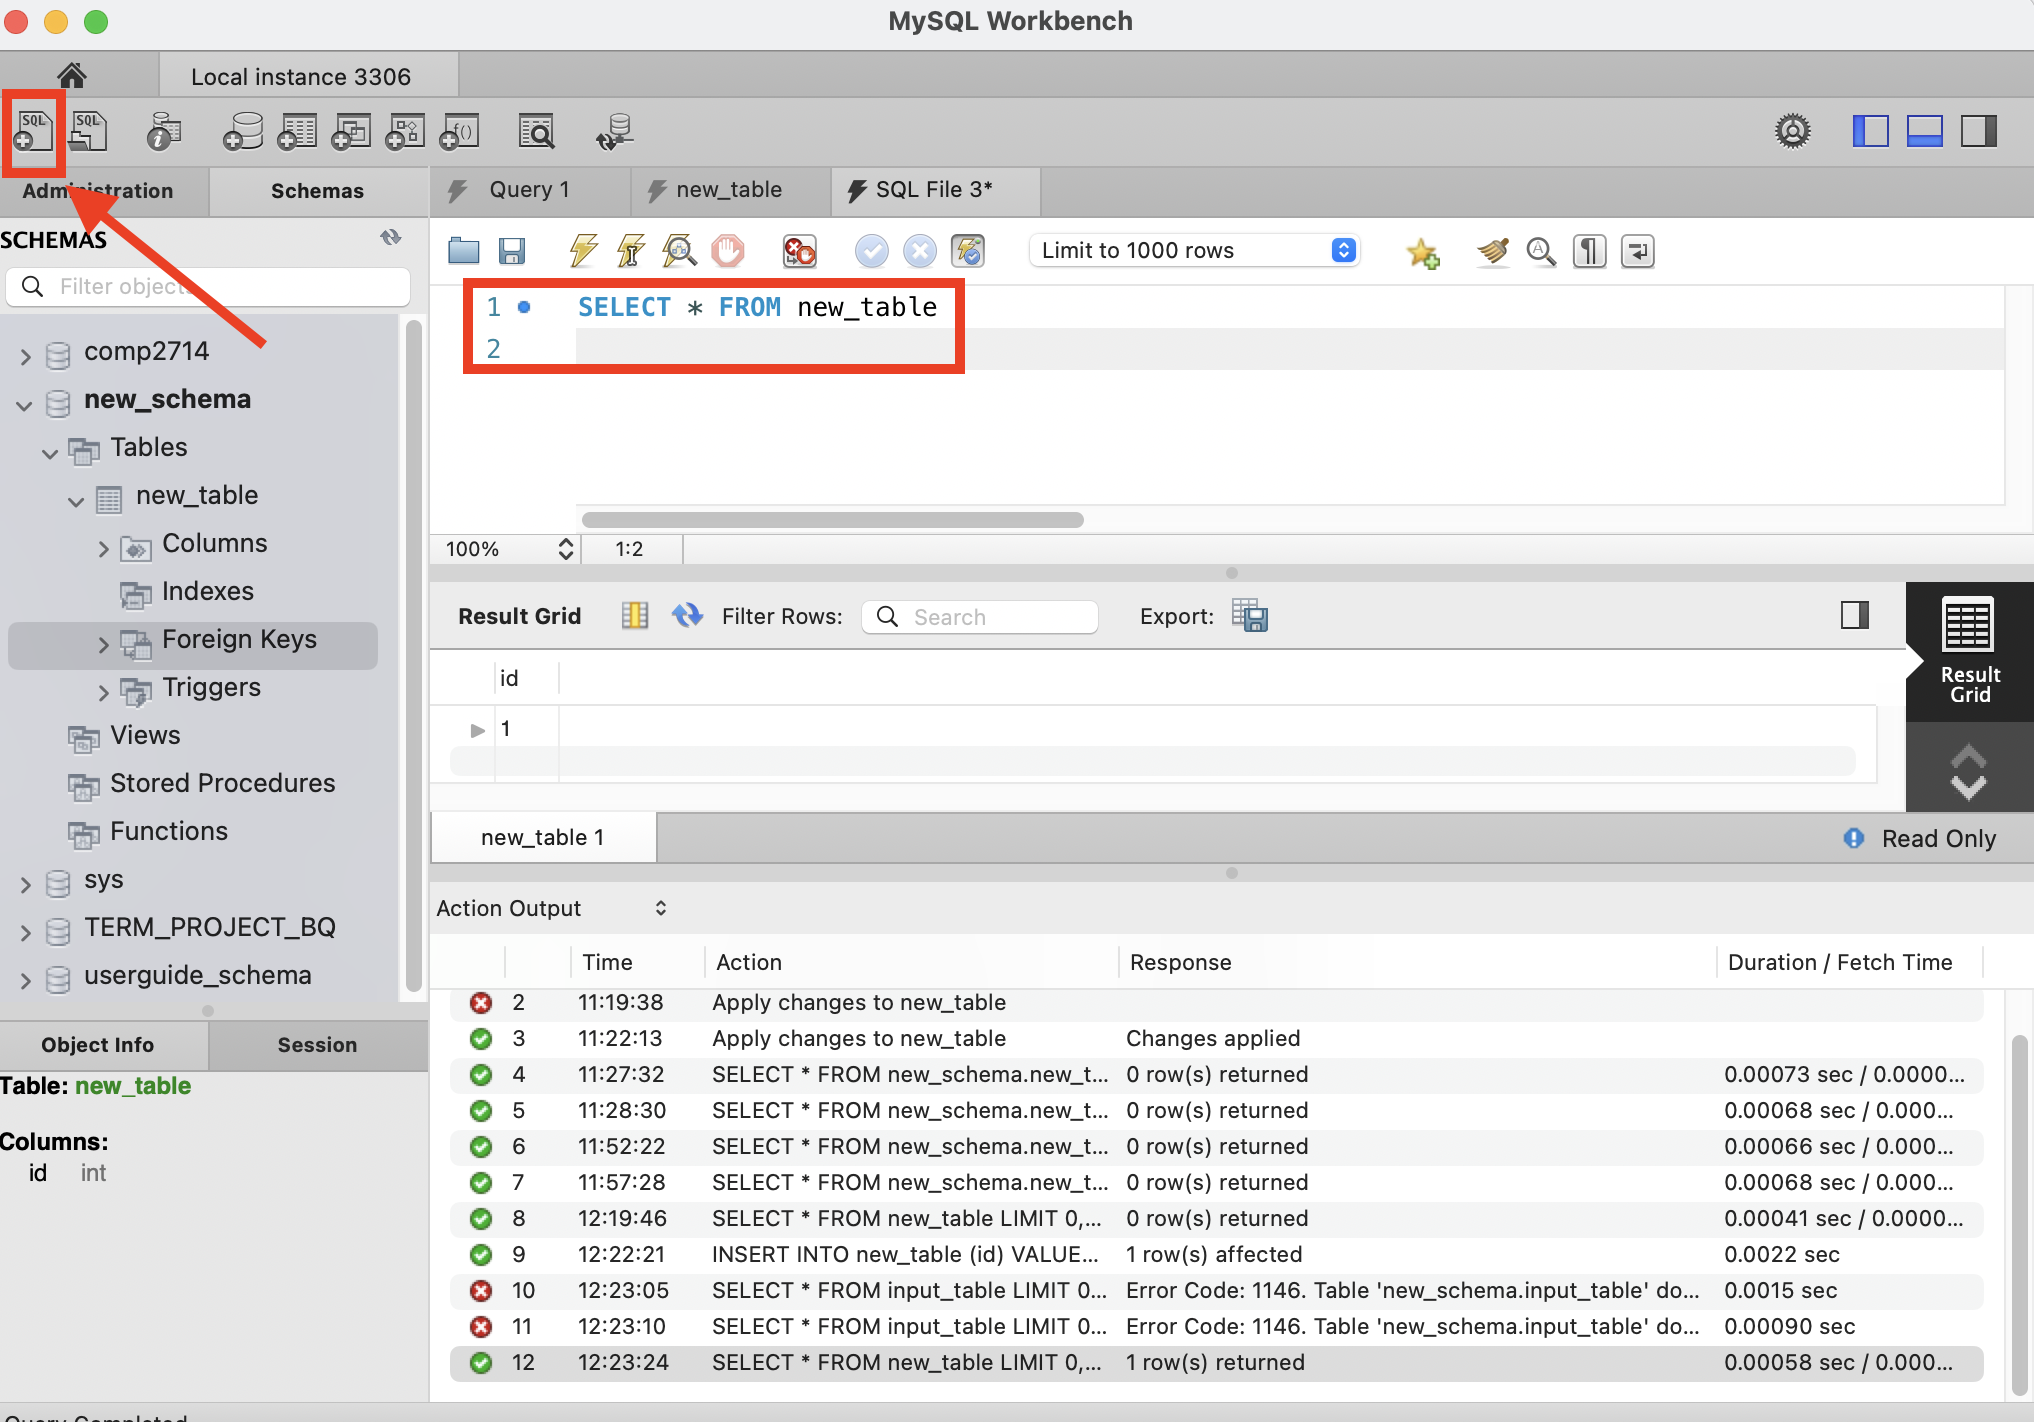 MySQL Workbench
Local instance 3306
SQL
SQL
i
f()
Administration
Schemas
Query 1
new_table
SQL File 3*
SCHEMAS
Filter objects
Limit to 1000 rows
1 SELECT * FROM new_table
2
comp2714
new_schema
Tables
new_table
Columns
Indexes
Foreign Keys
Triggers
Views
Stored Procedures
Functions
sys
TERM_PROJECT_BQ
userguide_schema
100%
1:2
Result Grid
Filter Rows:
Search
Export:
id
1
Result
Grid
new_table 1
Read Only
Action Output
Time Action Response Duration / Fetch Time
2 11:19:38 Apply changes to new_table
3 11:22:13 Apply changes to new_table Changes applied
4 11:27:32 SELECT * FROM new_schema.new_t... 0 row(s) returned 0.00073 sec / 0.0000...
5 11:28:30 SELECT * FROM new_schema.new_t... 0 row(s) returned 0.00068 sec / 0.000...
6 11:52:22 SELECT * FROM new_schema.new_t... 0 row(s) returned 0.00066 sec / 0.000...
7 11:57:28 SELECT * FROM new_schema.new_t... 0 row(s) returned 0.00068 sec / 0.000...
8 12:19:46 SELECT * FROM new_table LIMIT 0,... 0 row(s) returned 0.00041 sec / 0.0000...
9 12:22:21 INSERT INTO new_table (id) VALUE... 1 row(s) affected 0.0022 sec
10 12:23:05 SELECT * FROM input_table LIMIT 0... Error Code: 1146. Table 'new_schema.input_table' do... 0.0015 sec
11 12:23:10 SELECT * FROM input_table LIMIT 0... Error Code: 1146. Table 'new_schema.input_table' do... 0.00090 sec
12 12:23:24 SELECT * FROM new_table LIMIT 0,... 1 row(s) returned 0.00058 sec / 0.000...
Object Info
Session
Table: new_table
Columns:
id int
Query Completed